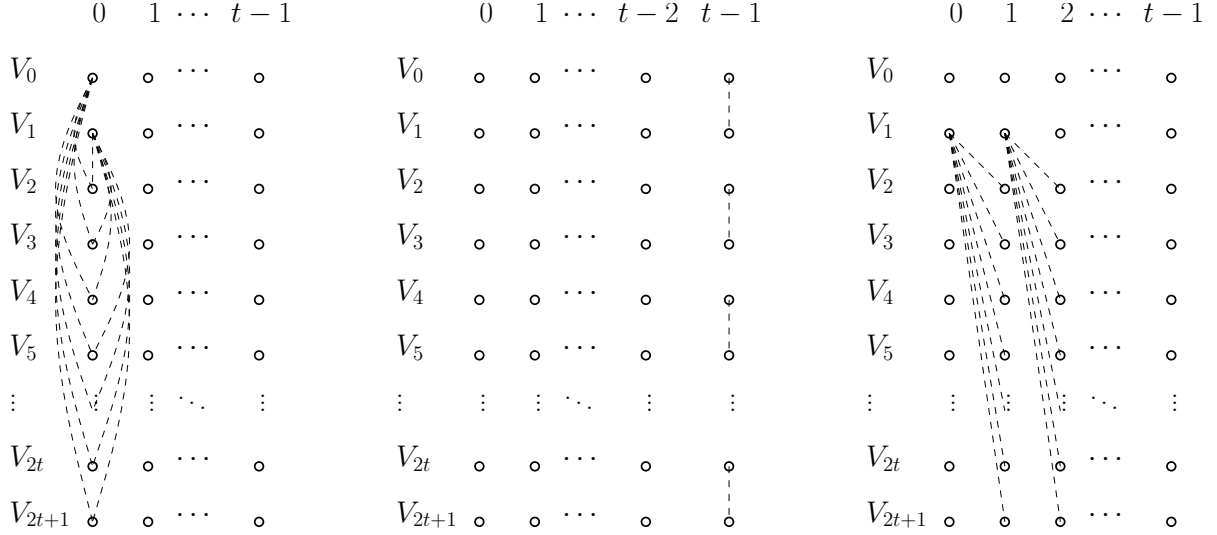 0 1 ⋯ t − 1 0 1 ⋯ t − 2 t − 1 0 1 2 ⋯ t − 1
V₀ ⋯ V₀ ⋯ V₀ ⋯
V₁ ⋯ V₁ ⋯ V₁ ⋯
V₂ ⋯ V₂ ⋯ V₂ ⋯
V₃ ⋯ V₃ ⋯ V₃ ⋯
V₄ ⋯ V₄ ⋯ V₄ ⋯
V₅ ⋯ V₅ ⋯ V₅ ⋯
⋮ ⋮ ⋮ ⋱ ⋮ ⋮ ⋮ ⋮ ⋱ ⋮ ⋮ ⋮ ⋮ ⋮ ⋱ ⋮
V₂ₜ ⋯ V₂ₜ ⋯ V₂ₜ ⋯
V₂ₜ₊₁ ⋯ V₂ₜ₊₁ ⋯ V₂ₜ₊₁ ⋯